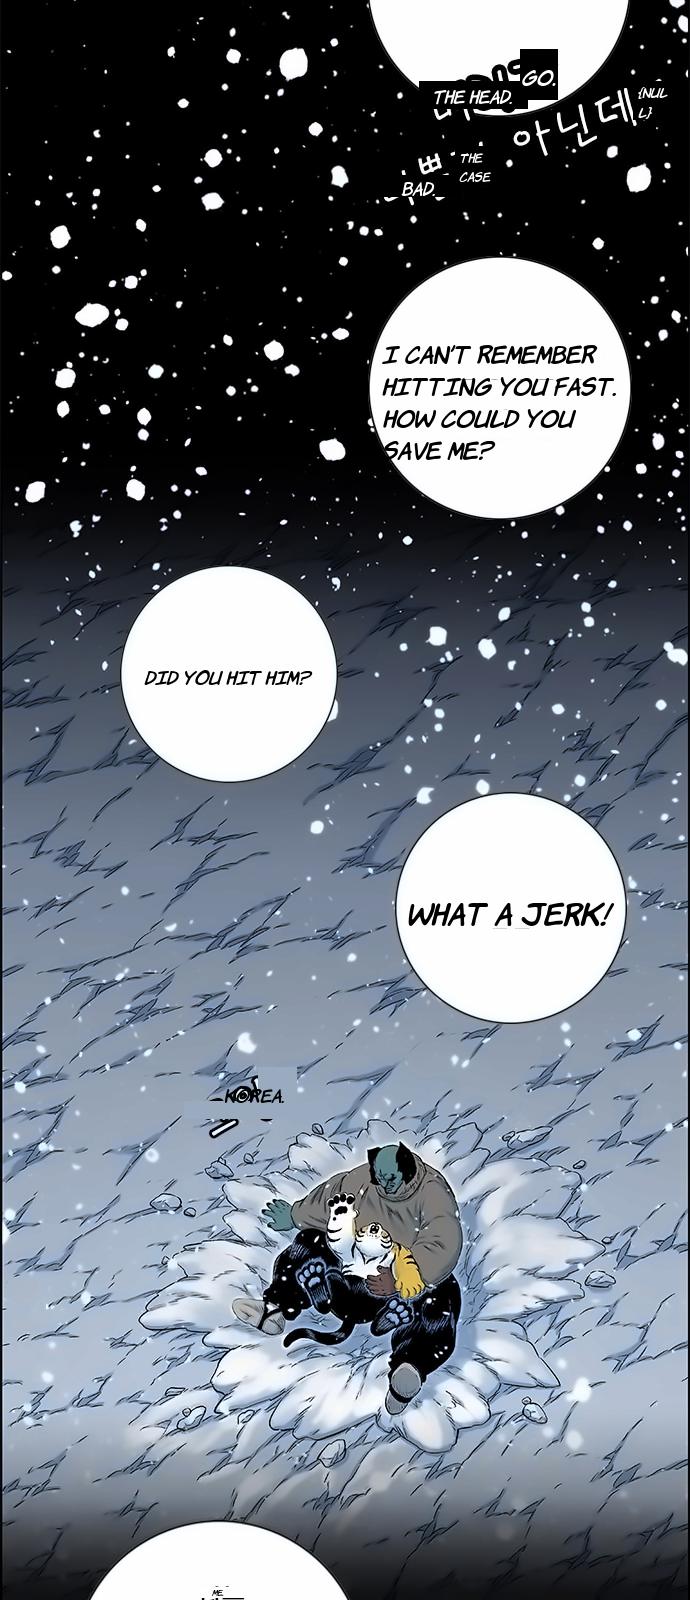 GO.
THE HEAD.
{NUL
L}
아닌데
THE
CASE
BAD.
I CAN'T REMEMBER
HITTING YOU FAST.
HOW COULD YOU
SAVE ME?
DID YOU HIT HIM?
WHAT A JERK!
KOREA.
ME